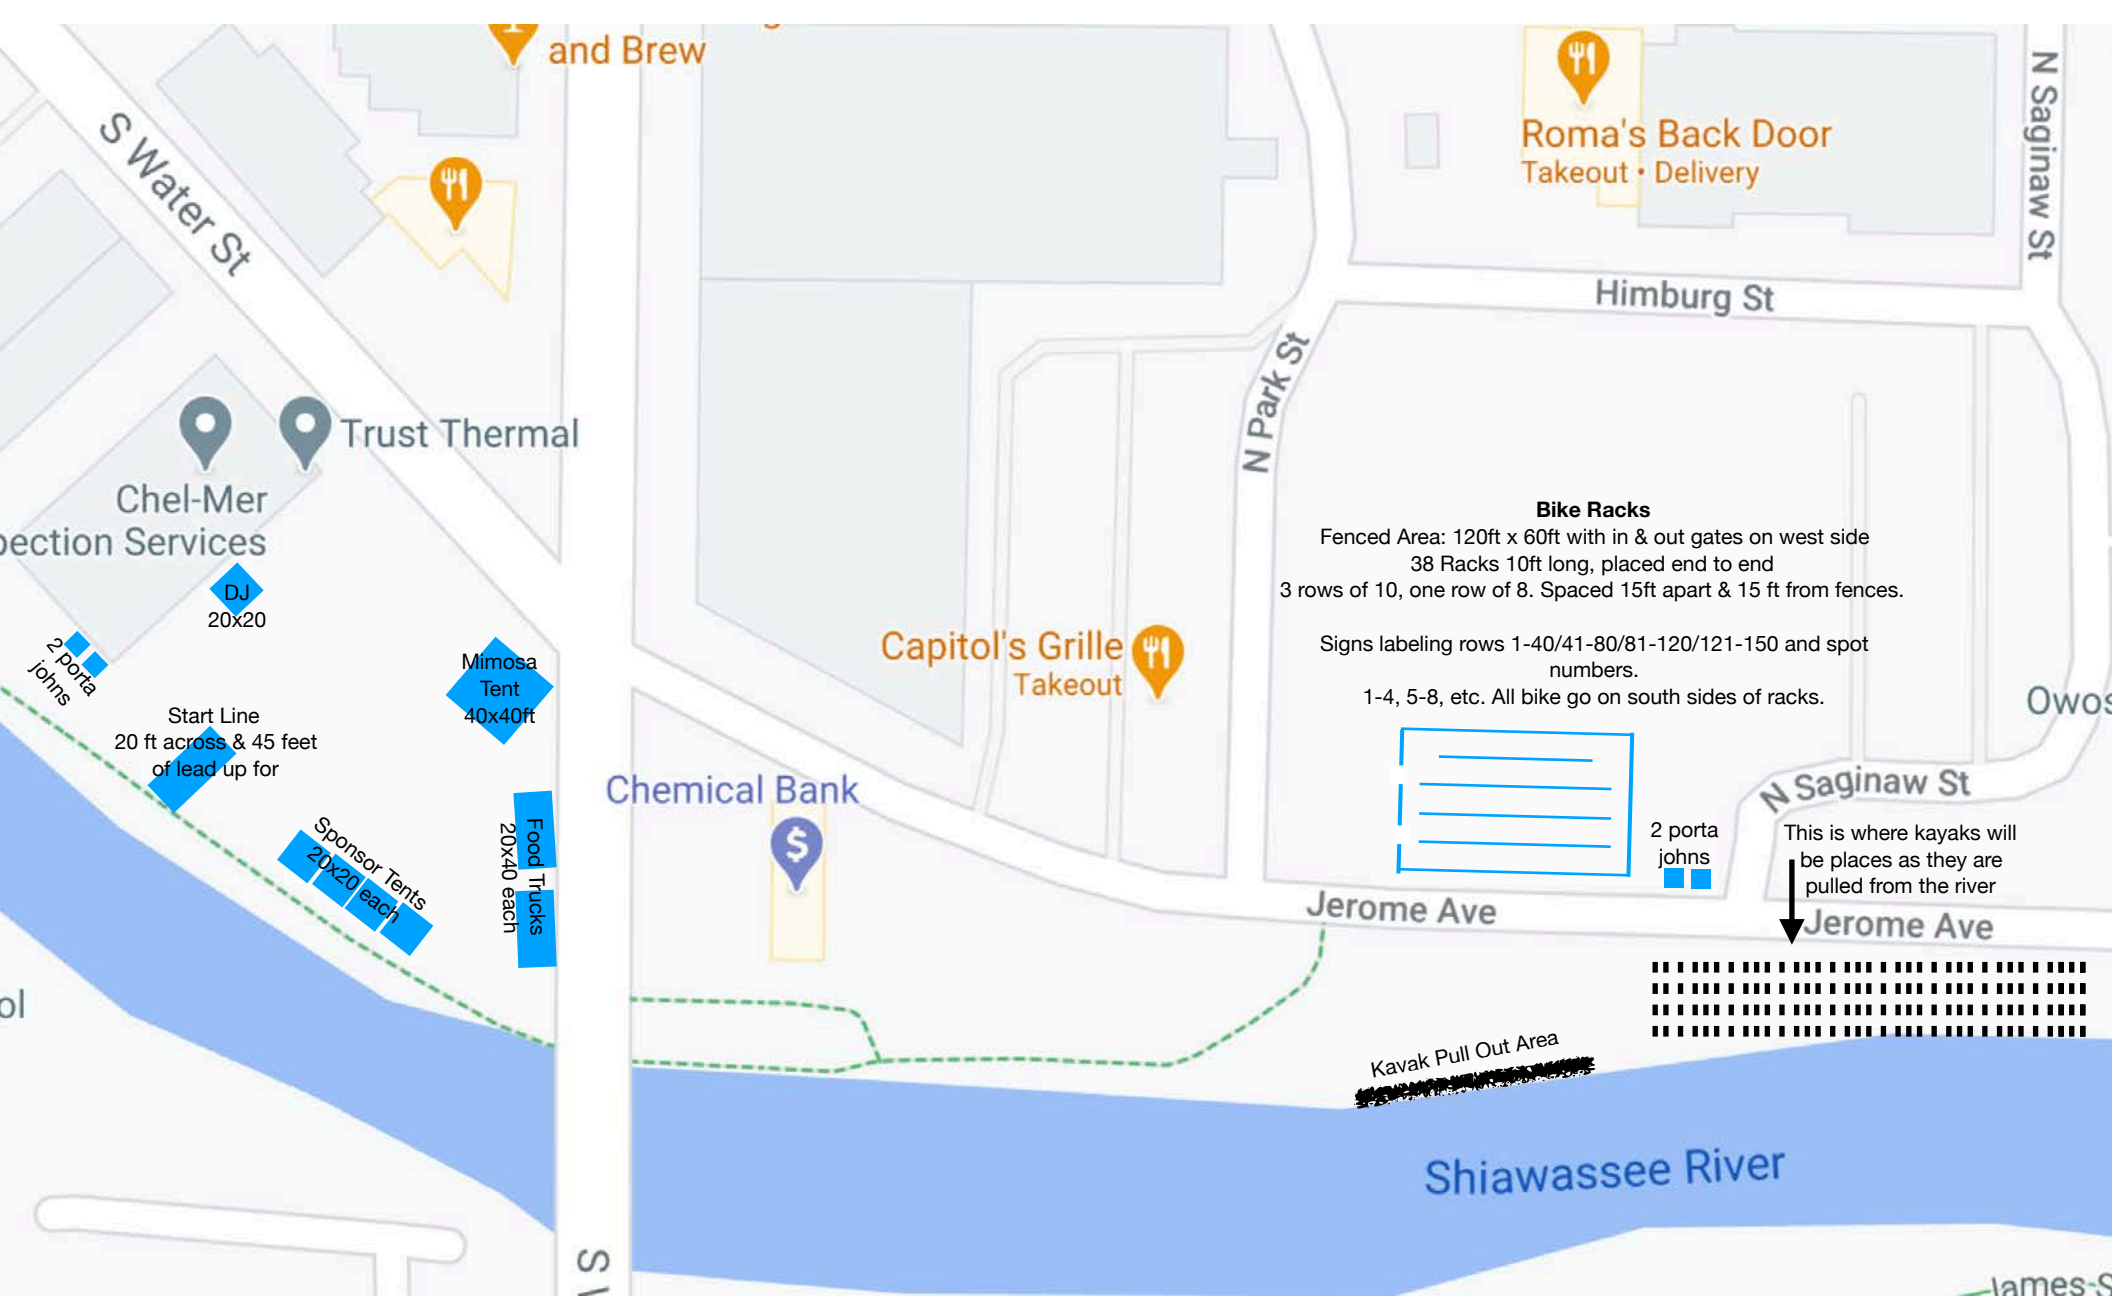 and Brew
Roma's Back Door
Takeout • Delivery
N Saginaw St
S Water St
Himburg St
N Park St
Trust Thermal
Chel-Mer
pection Services
DJ
20x20
2 porta
johns
Mimosa
Tent
40x40ft
Start Line
20 ft across & 45 feet
of lead up for
Sponsor Tents
20x20 each
Food Trucks
20x40 each
Capitol's Grille
Takeout
Chemical Bank
Bike Racks
Fenced Area: 120ft x 60ft with in & out gates on west side
38 Racks 10ft long, placed end to end
3 rows of 10, one row of 8. Spaced 15ft apart & 15 ft from fences.
Signs labeling rows 1-40/41-80/81-120/121-150 and spot
numbers.
1-4, 5-8, etc. All bike go on south sides of racks.
Owos
N Saginaw St
2 porta
johns
This is where kayaks will
be places as they are
pulled from the river
Jerome Ave
Jerome Ave
ol
Kayak Pull Out Area
Shiawassee River
S
James-S